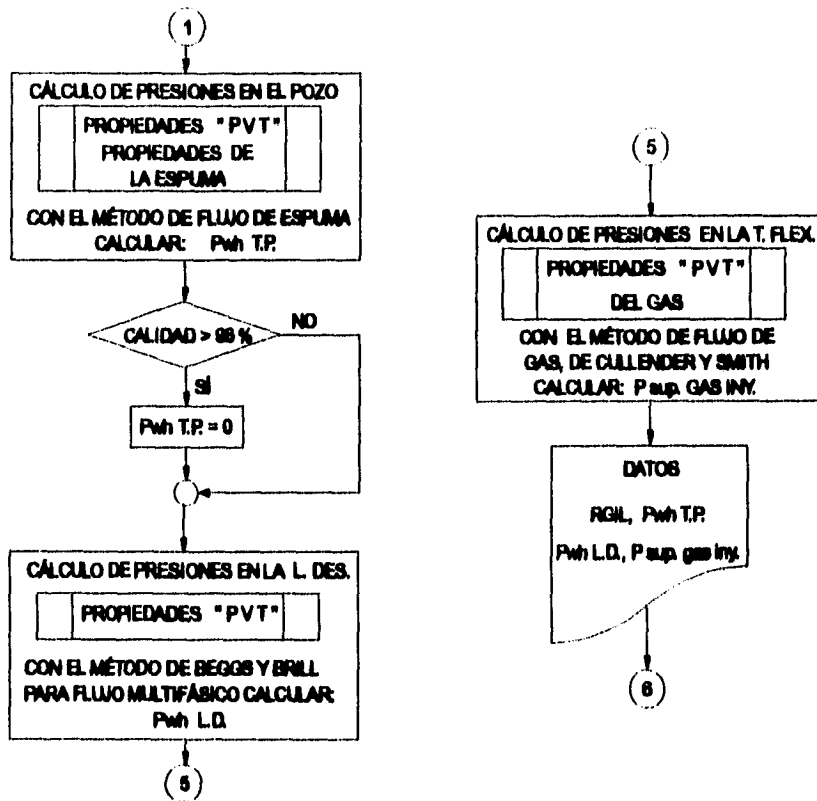 1
CÁLCULO DE PRESIONES EN EL POZO
PROPIEDADES "PVT"
PROPIEDADES DE
LA ESPUMA
CON EL MÉTODO DE FLUJO DE ESPUMA
CALCULAR: Pwh T.P.
CALIDAD > 96 %
NO
SÍ
Pwh T.P. = 0
CÁLCULO DE PRESIONES EN LA L. DES.
PROPIEDADES "PVT"
CON EL MÉTODO DE BEGGS Y BRILL
PARA FLUJO MULTIFÁSICO CALCULAR:
Pwh L.D.
5
5
CÁLCULO DE PRESIONES EN LA T. FLEX.
PROPIEDADES "PVT"
DEL GAS
CON EL MÉTODO DE FLUJO DE
GAS, DE CULLENDER Y SMITH
CALCULAR: P sup. GAS INY.
DATOS
RGIL, Pwh T.P.
Pwh L.D., P sup. gas iny.
6